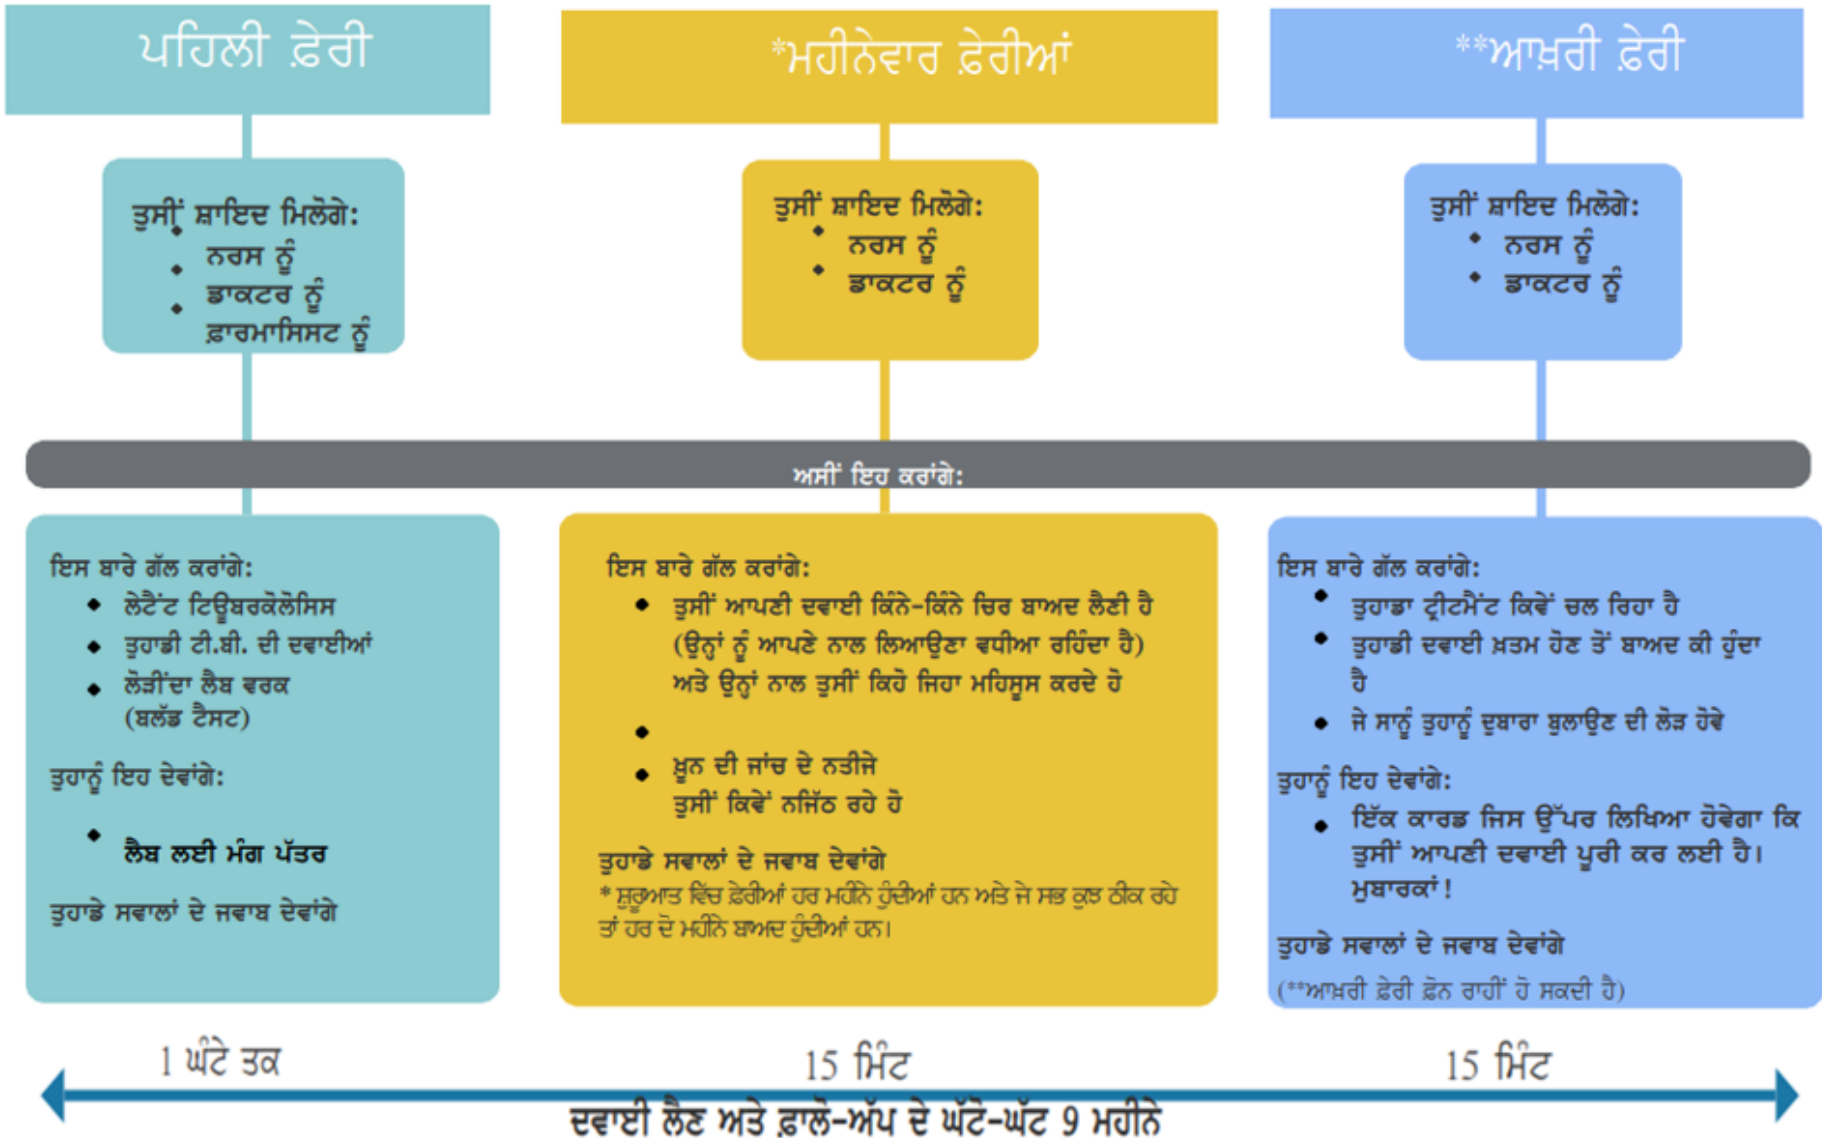 ਪਹਿਲੀ ਫ਼ੇਰੀ
ਤੁਸੀਂ ਸ਼ਾਇਦ ਮਿਲੋਗੇ:
ਨਰਸ ਨੂੰ
ਡਾਕਟਰ ਨੂੰ
ਫ਼ਾਰਮਾਸਿਸਟ ਨੂੰ
*ਮਹੀਨੇਵਾਰ ਫ਼ੇਰੀਆਂ
ਤੁਸੀਂ ਸ਼ਾਇਦ ਮਿਲੋਗੇ:
ਨਰਸ ਨੂੰ
ਡਾਕਟਰ ਨੂੰ
**ਆਖ਼ਰੀ ਫ਼ੇਰੀ
ਤੁਸੀਂ ਸ਼ਾਇਦ ਮਿਲੋਗੇ:
ਨਰਸ ਨੂੰ
ਡਾਕਟਰ ਨੂੰ
ਅਸੀਂ ਇਹ ਕਰਾਂਗੇ:
ਇਸ ਬਾਰੇ ਗੱਲ ਕਰਾਂਗੇ:
ਲੇਟੈਂਟ ਟਿਊਬਰਕੋਲੋਸਿਸ
ਤੁਹਾਡੀ ਟੀ.ਬੀ. ਦੀ ਦਵਾਈਆਂ
ਲੋੜੀਂਦਾ ਲੈਬ ਵਰਕ
(ਬਲੱਡ ਟੈਸਟ)
ਤੁਹਾਨੂੰ ਇਹ ਦੇਵਾਂਗੇ:
ਲੈਬ ਲਈ ਮੰਗ ਪੱਤਰ
ਤੁਹਾਡੇ ਸਵਾਲਾਂ ਦੇ ਜਵਾਬ ਦੇਵਾਂਗੇ
ਇਸ ਬਾਰੇ ਗੱਲ ਕਰਾਂਗੇ:
ਤੁਸੀਂ ਆਪਣੀ ਦਵਾਈ ਕਿੰਨੇ-ਕਿੰਨੇ ਚਿਰ ਬਾਅਦ ਲੈਣੀ ਹੈ
(ਉਨ੍ਹਾਂ ਨੂੰ ਆਪਣੇ ਨਾਲ ਲਿਆਉਣਾ ਵਧੀਆ ਰਹਿੰਦਾ ਹੈ)
ਅਤੇ ਉਨ੍ਹਾਂ ਨਾਲ ਤੁਸੀਂ ਕਿਹੋ ਜਿਹਾ ਮਹਿਸੂਸ ਕਰਦੇ ਹੋ
ਖ਼ੂਨ ਦੀ ਜਾਂਚ ਦੇ ਨਤੀਜੇ
ਤੁਸੀਂ ਕਿਵੇਂ ਨਜਿੱਠ ਰਹੇ ਹੋ
ਤੁਹਾਡੇ ਸਵਾਲਾਂ ਦੇ ਜਵਾਬ ਦੇਵਾਂਗੇ
* ਸ਼ੁਰੂਆਤ ਵਿੱਚ ਫ਼ੇਰੀਆਂ ਹਰ ਮਹੀਨੇ ਹੁੰਦੀਆਂ ਹਨ ਅਤੇ ਜੇ ਸਭ ਕੁਝ ਠੀਕ ਰਹੇ
ਤਾਂ ਹਰ ਦੋ ਮਹੀਨੇ ਬਾਅਦ ਹੁੰਦੀਆਂ ਹਨ।
ਇਸ ਬਾਰੇ ਗੱਲ ਕਰਾਂਗੇ:
ਤੁਹਾਡਾ ਟ੍ਰੀਟਮੈਂਟ ਕਿਵੇਂ ਚਲ ਰਿਹਾ ਹੈ
ਤੁਹਾਡੀ ਦਵਾਈ ਖ਼ਤਮ ਹੋਣ ਤੋਂ ਬਾਅਦ ਕੀ ਹੁੰਦਾ
ਹੈ
ਜੇ ਸਾਨੂੰ ਤੁਹਾਨੂੰ ਦੁਬਾਰਾ ਬੁਲਾਉਣ ਦੀ ਲੋੜ ਹੋਵੇ
ਤੁਹਾਨੂੰ ਇਹ ਦੇਵਾਂਗੇ:
ਇੱਕ ਕਾਰਡ ਜਿਸ ਉੱਪਰ ਲਿਖਿਆ ਹੋਵੇਗਾ ਕਿ
ਤੁਸੀਂ ਆਪਣੀ ਦਵਾਈ ਪੂਰੀ ਕਰ ਲਈ ਹੈ।
ਮੁਬਾਰਕਾਂ!
ਤੁਹਾਡੇ ਸਵਾਲਾਂ ਦੇ ਜਵਾਬ ਦੇਵਾਂਗੇ
(**ਆਖ਼ਰੀ ਫ਼ੇਰੀ ਫ਼ੋਨ ਰਾਹੀਂ ਹੋ ਸਕਦੀ ਹੈ)
1 ਘੰਟੇ ਤਕ
15 ਮਿੰਟ
15 ਮਿੰਟ
ਦਵਾਈ ਲੈਣ ਅਤੇ ਫ਼ਾਲੋ-ਅੱਪ ਦੇ ਘੱਟੋ-ਘੱਟ 9 ਮਹੀਨੇ